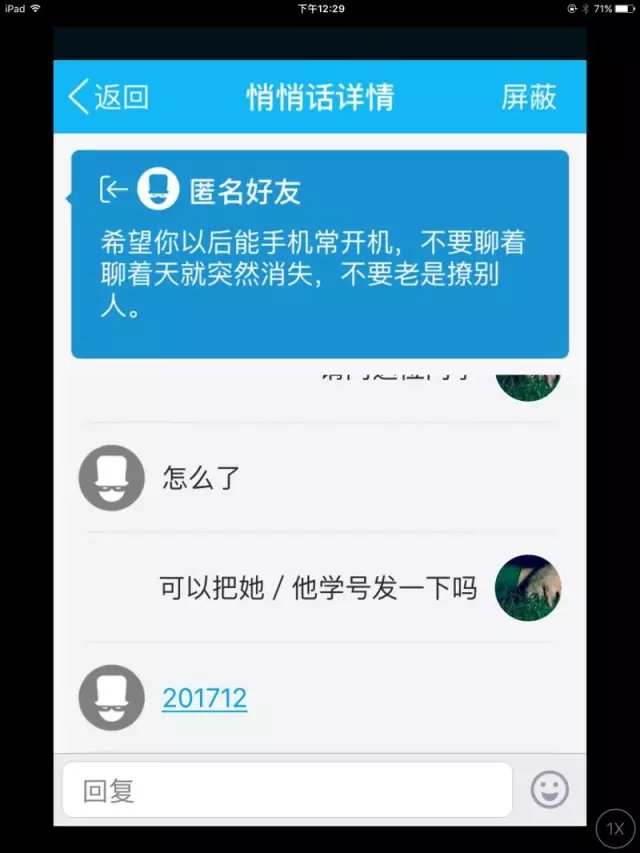 iPad
下午12:29
71%
返回
悄悄话详情
屏蔽
匿名好友
希望你以后能手机常开机，不要聊着
聊着天就突然消失，不要老是撩别
人。
怎么了
可以把她 / 他学号发一下吗
201712
回复
1X